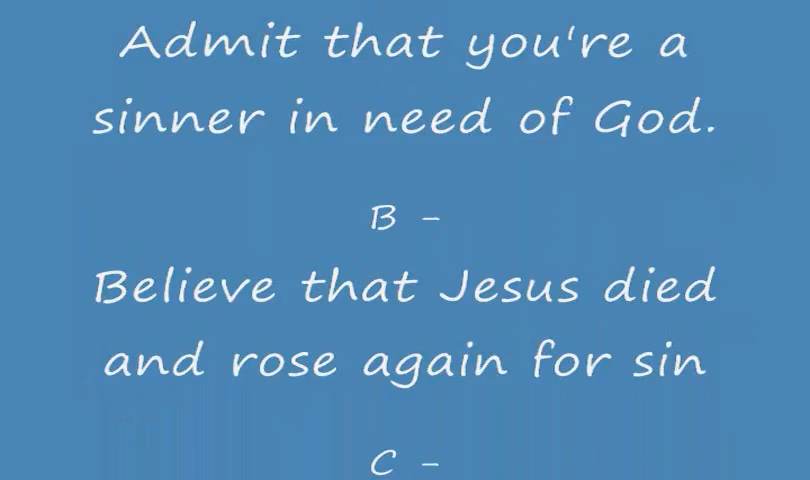 Admit that you're a
sinner in need of God.
B -
Believe that Jesus died
and rose again for sin
C -